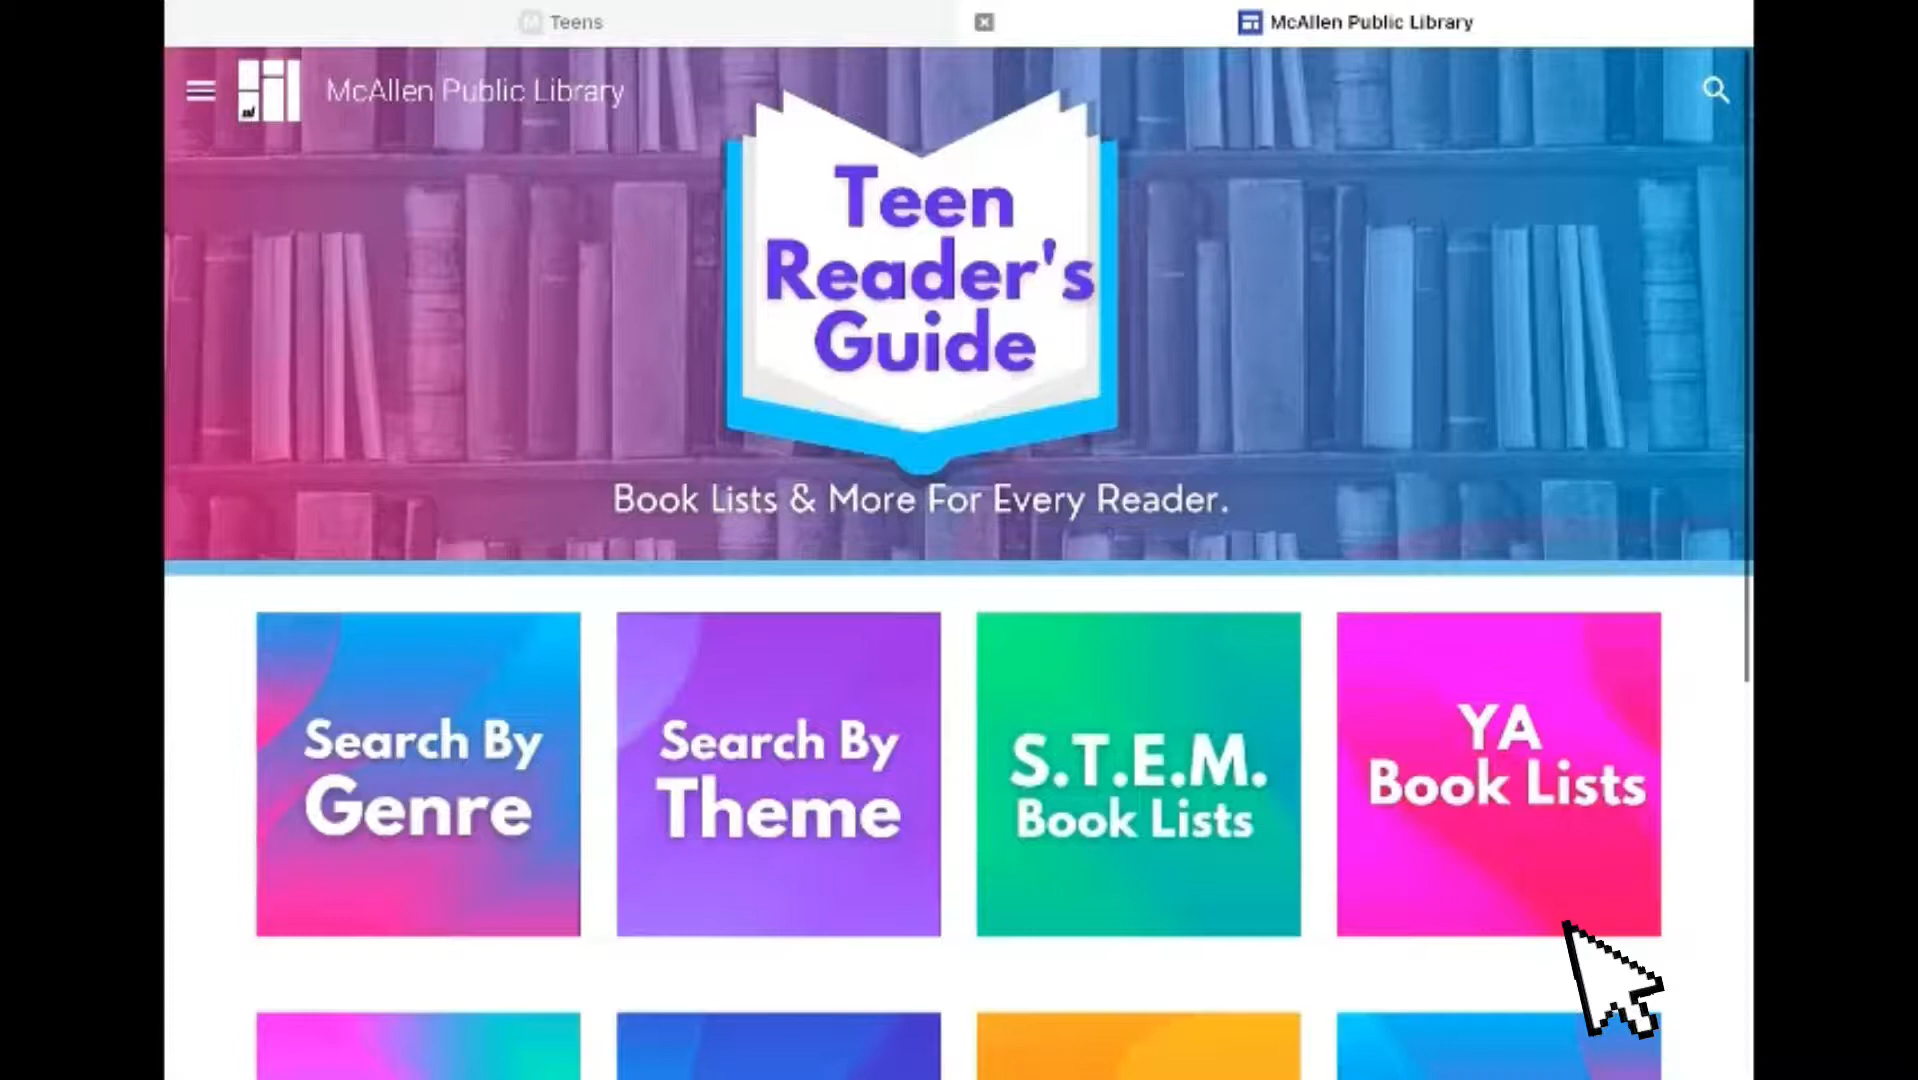 Teens
McAllen Public Library
McAllen Public Library
Teen
Reader's
Guide
Book Lists & More For Every Reader.
Search By
Genre
Search By
Theme
S.T.E.M.
Book Lists
YA
Book Lists